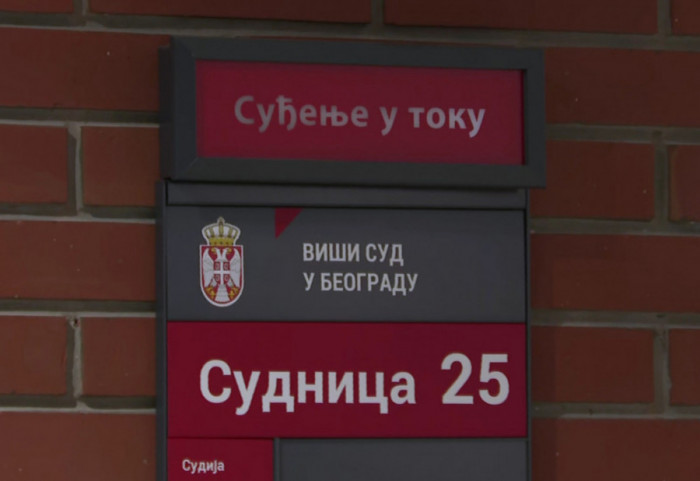 Суђење у току
ВИШИ СУД
У БЕОГРАДУ
Судница 25
Судија